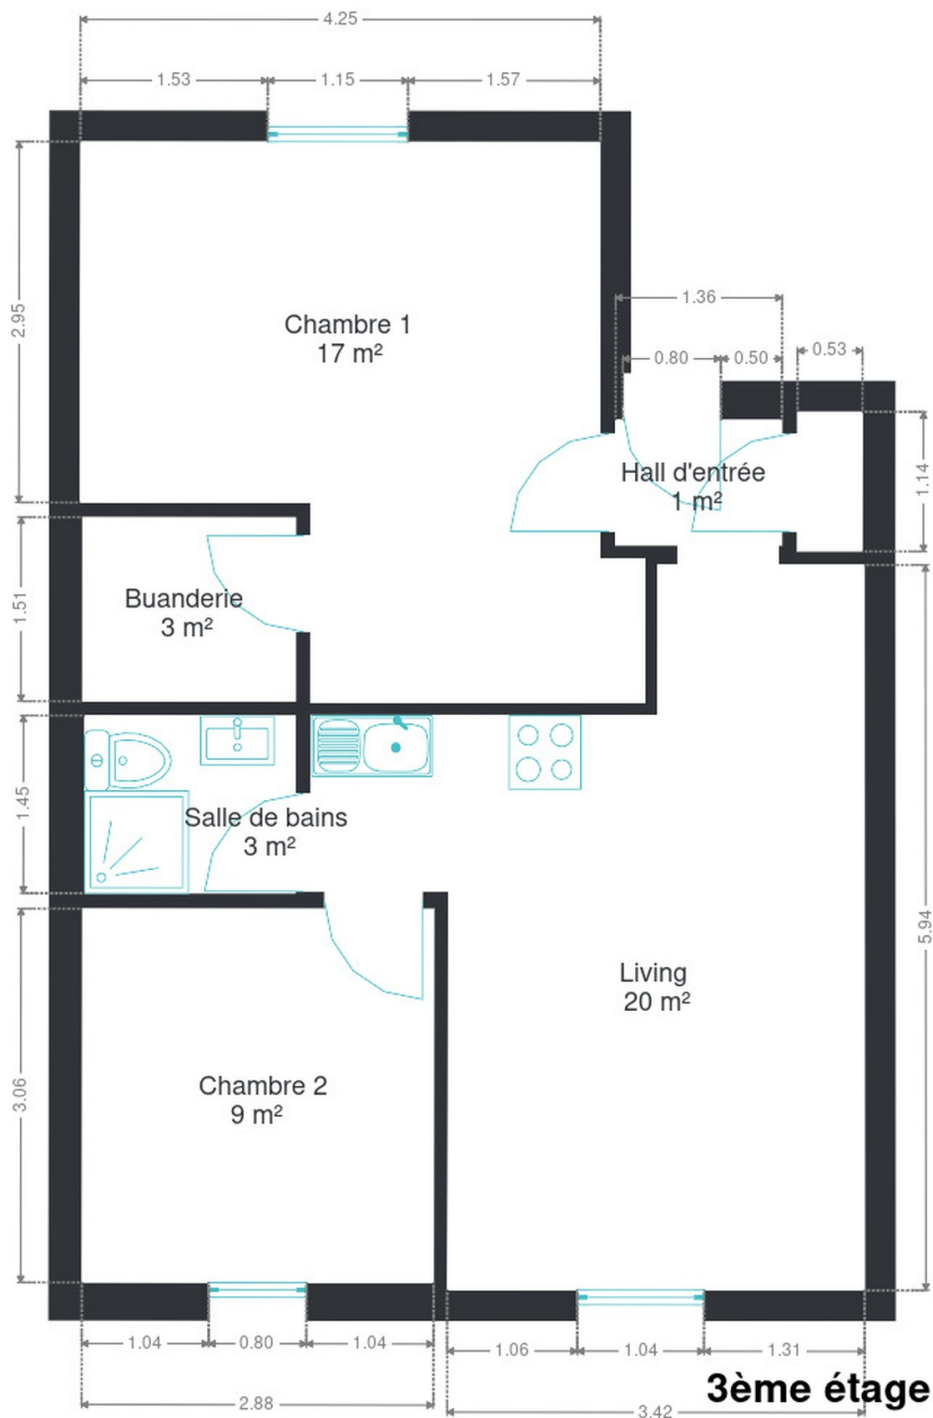 4.25
1.53
1.15
1.57
2.95
Chambre 1
17 m²
1.36
0.80
0.50
0.53
Hall d'entrée
1 m²
1.14
1.51
Buanderie
3 m²
1.45
Salle de bains
3 m²
5.94
Living
20 m²
3.06
Chambre 2
9 m²
1.04
0.80
1.04
1.06
1.04
1.31
2.88
3.42
3ème étage